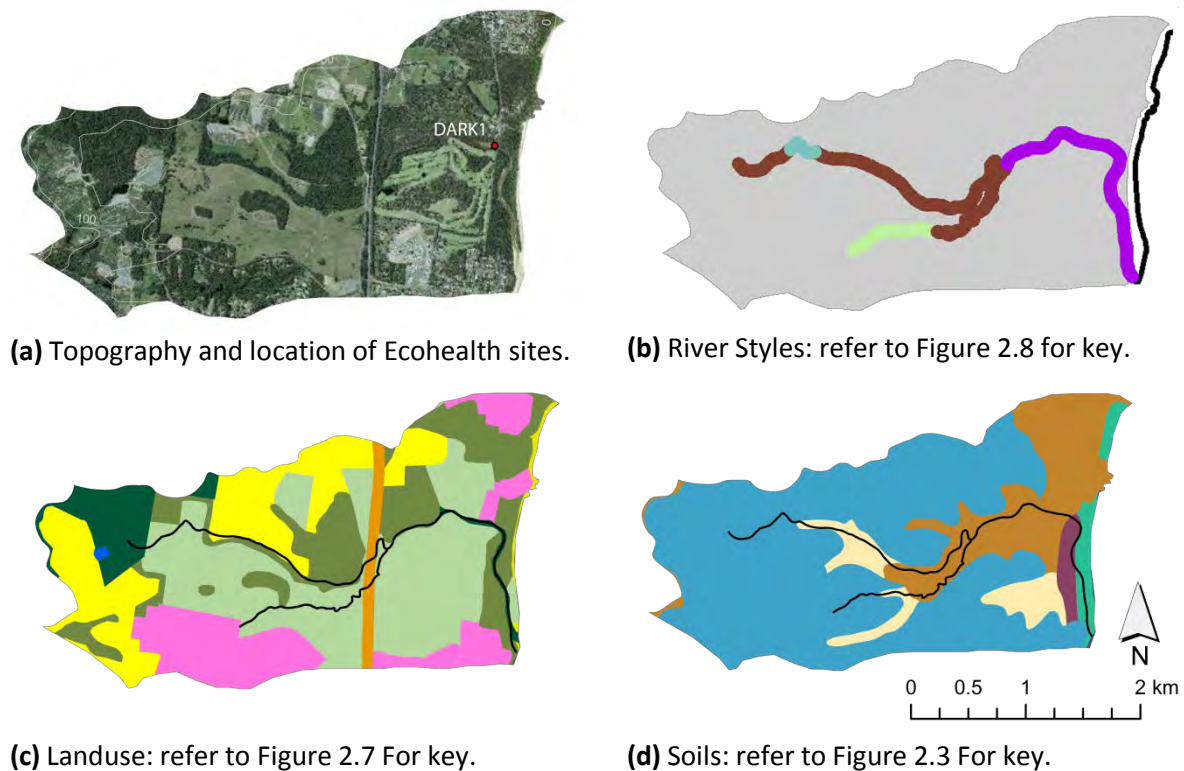 0
50
DARK1
100
(a) Topography and location of Ecohealth sites.
(b) River Styles: refer to Figure 2.8 for key.
N
0 0.5 1 2 km
(c) Landuse: refer to Figure 2.7 For key.
(d) Soils: refer to Figure 2.3 For key.